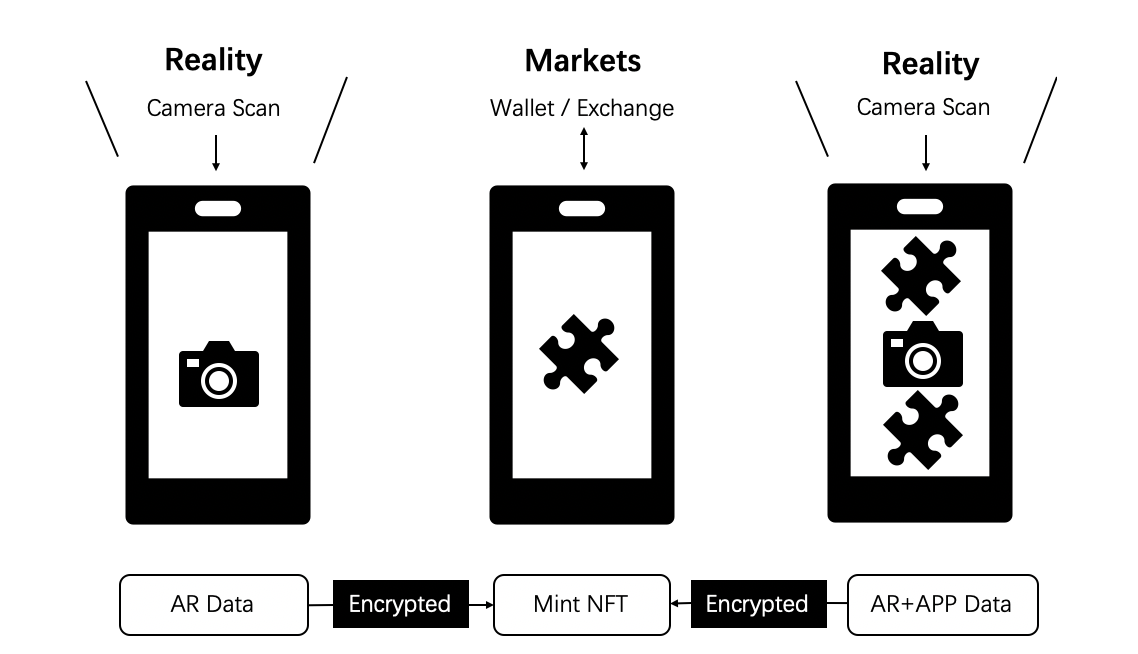 Reality
Camera Scan
Markets
Wallet / Exchange
Reality
Camera Scan
AR Data
Encrypted
Mint NFT
Encrypted
AR+APP Data